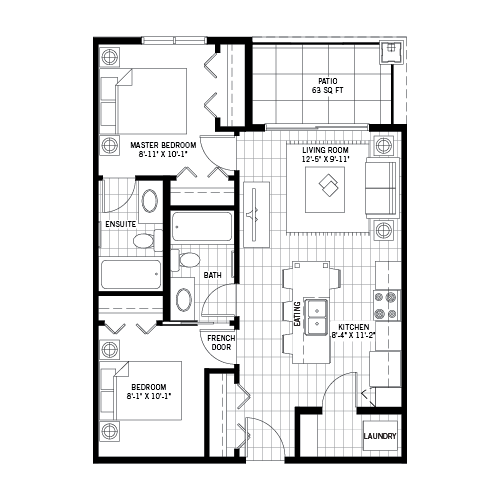 PATIO
63 SQ FT
MASTER BEDROOM
8'-11" X 10'-1"
LIVING ROOM
12'-5" X 9'-11"
ENSUITE
BATH
EATING
KITCHEN
8'-4" X 11'-2"
FRENCH
DOOR
BEDROOM
8'-1" X 10'-1"
LAUNDRY